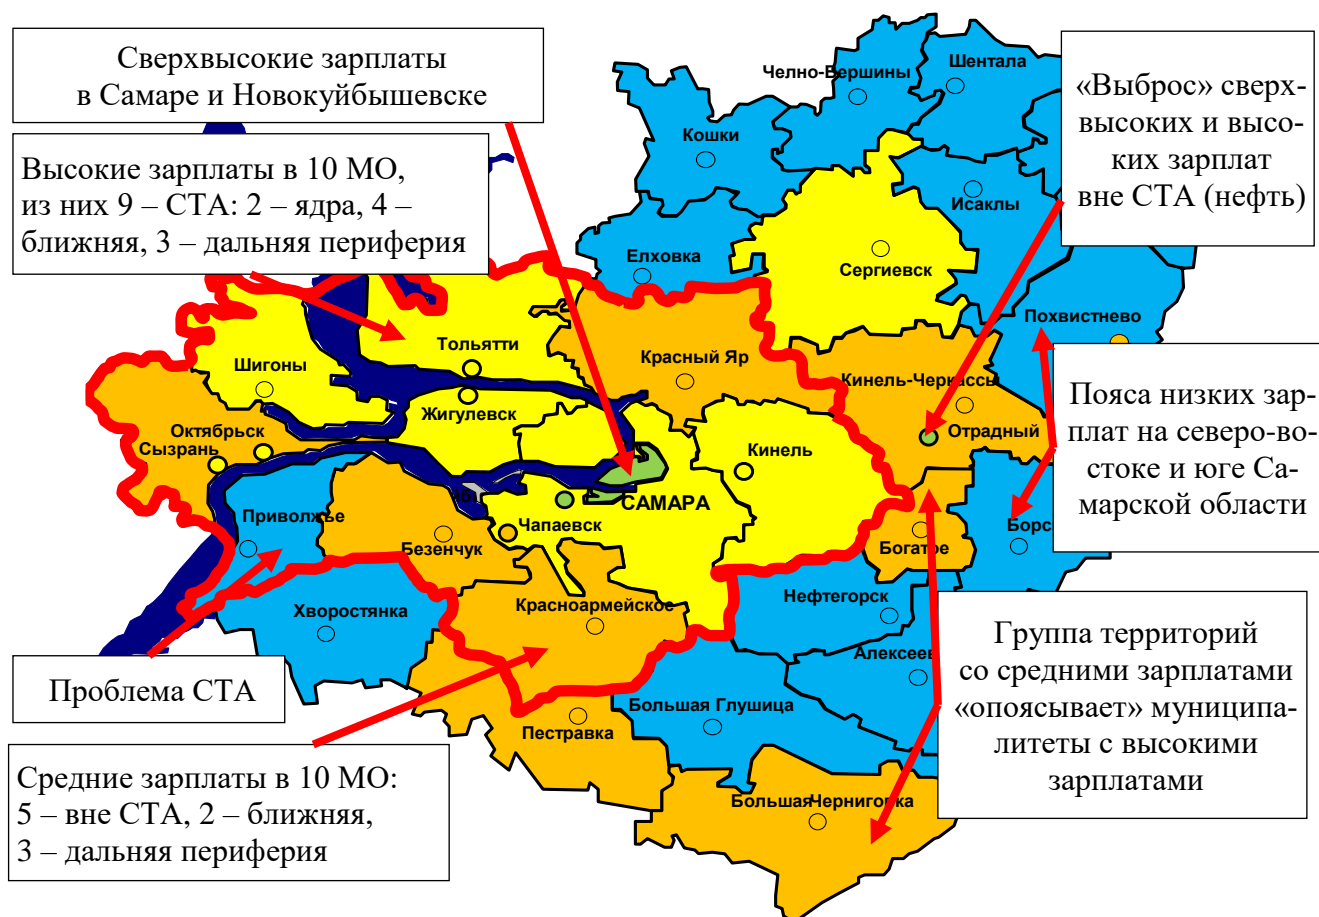 Сверхвысокие зарплаты
в Самаре и Новокуйбышевске
Высокие зарплаты в 10 МО,
из них 9 – СТА: 2 – ядра, 4 –
ближняя, 3 – дальняя периферия
«Выброс» сверх-
высоких и высо-
ких зарплат
вне СТА (нефть)
Челно-Вершины
Шентала
Кошки
Исаклы
Елховка
Сергиевск
Похвистнево
Тольятти
Красный Яр
Шигоны
Кинель-Черкассы
Жигулевск
Октябрьск
Отрадный
Сызрань
Кинель
САМАРА
Приволжье
Чапаевск
Борс
Безенчук
Богатое
Пояса низких зар-
плат на северо-во-
стоке и юге Са-
марской области
Нефтегорск
Хворостянка
Красноармейское
Алексеев
Проблема СТА
Большая Глушица
Пестравка
Группа территорий
со средними зарплатами
«опоясывает» муниципа-
литеты с высокими
зарплатами
Большая Черниговка
Средние зарплаты в 10 МО:
5 – вне СТА, 2 – ближняя,
3 – дальняя периферия